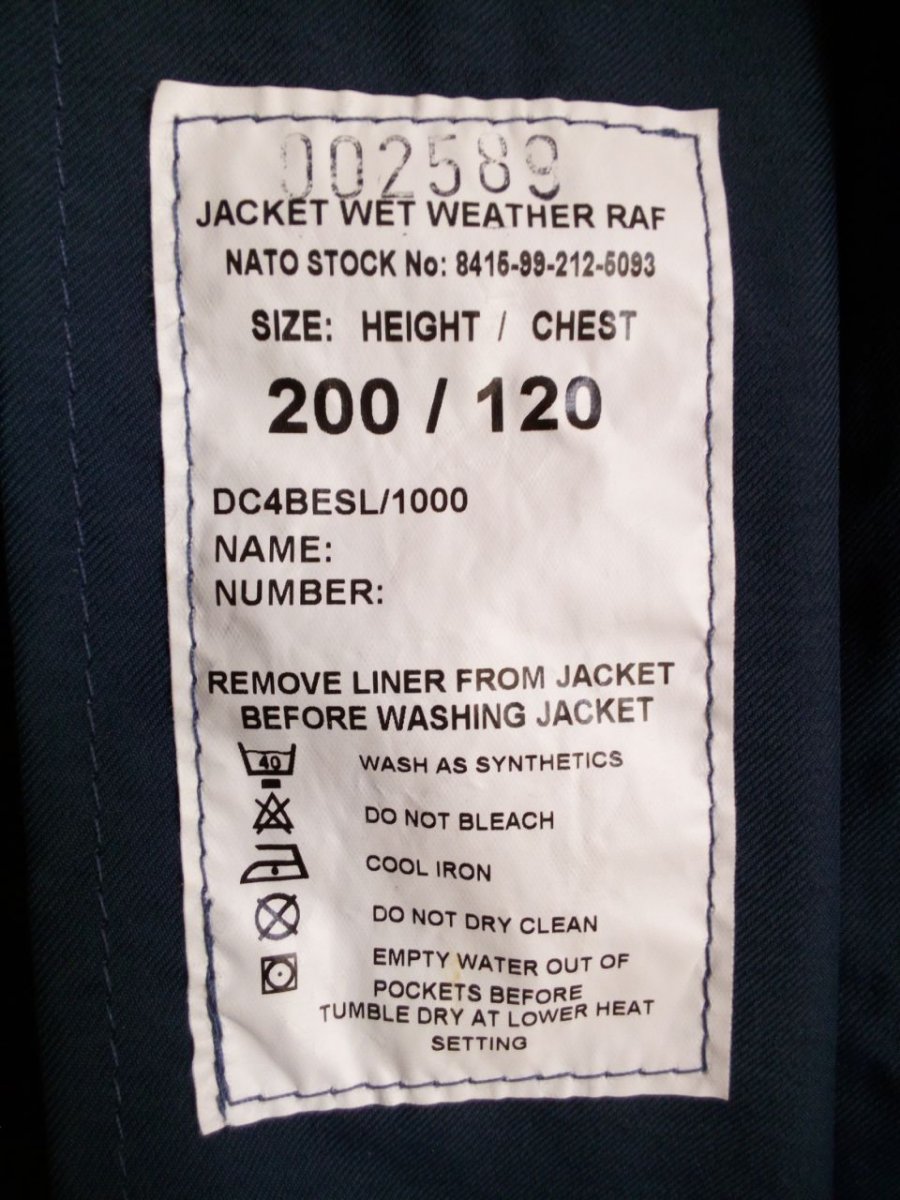 002589
JACKET WET WEATHER RAF
NATO STOCK No: 8415-99-212-5093
SIZE: HEIGHT / CHEST
200 / 120
DC4BESL/1000
NAME:
NUMBER:
REMOVE LINER FROM JACKET
BEFORE WASHING JACKET
40 WASH AS SYNTHETICS
DO NOT BLEACH
COOL IRON
DO NOT DRY CLEAN
EMPTY WATER OUT OF
POCKETS BEFORE
TUMBLE DRY AT LOWER HEAT
SETTING